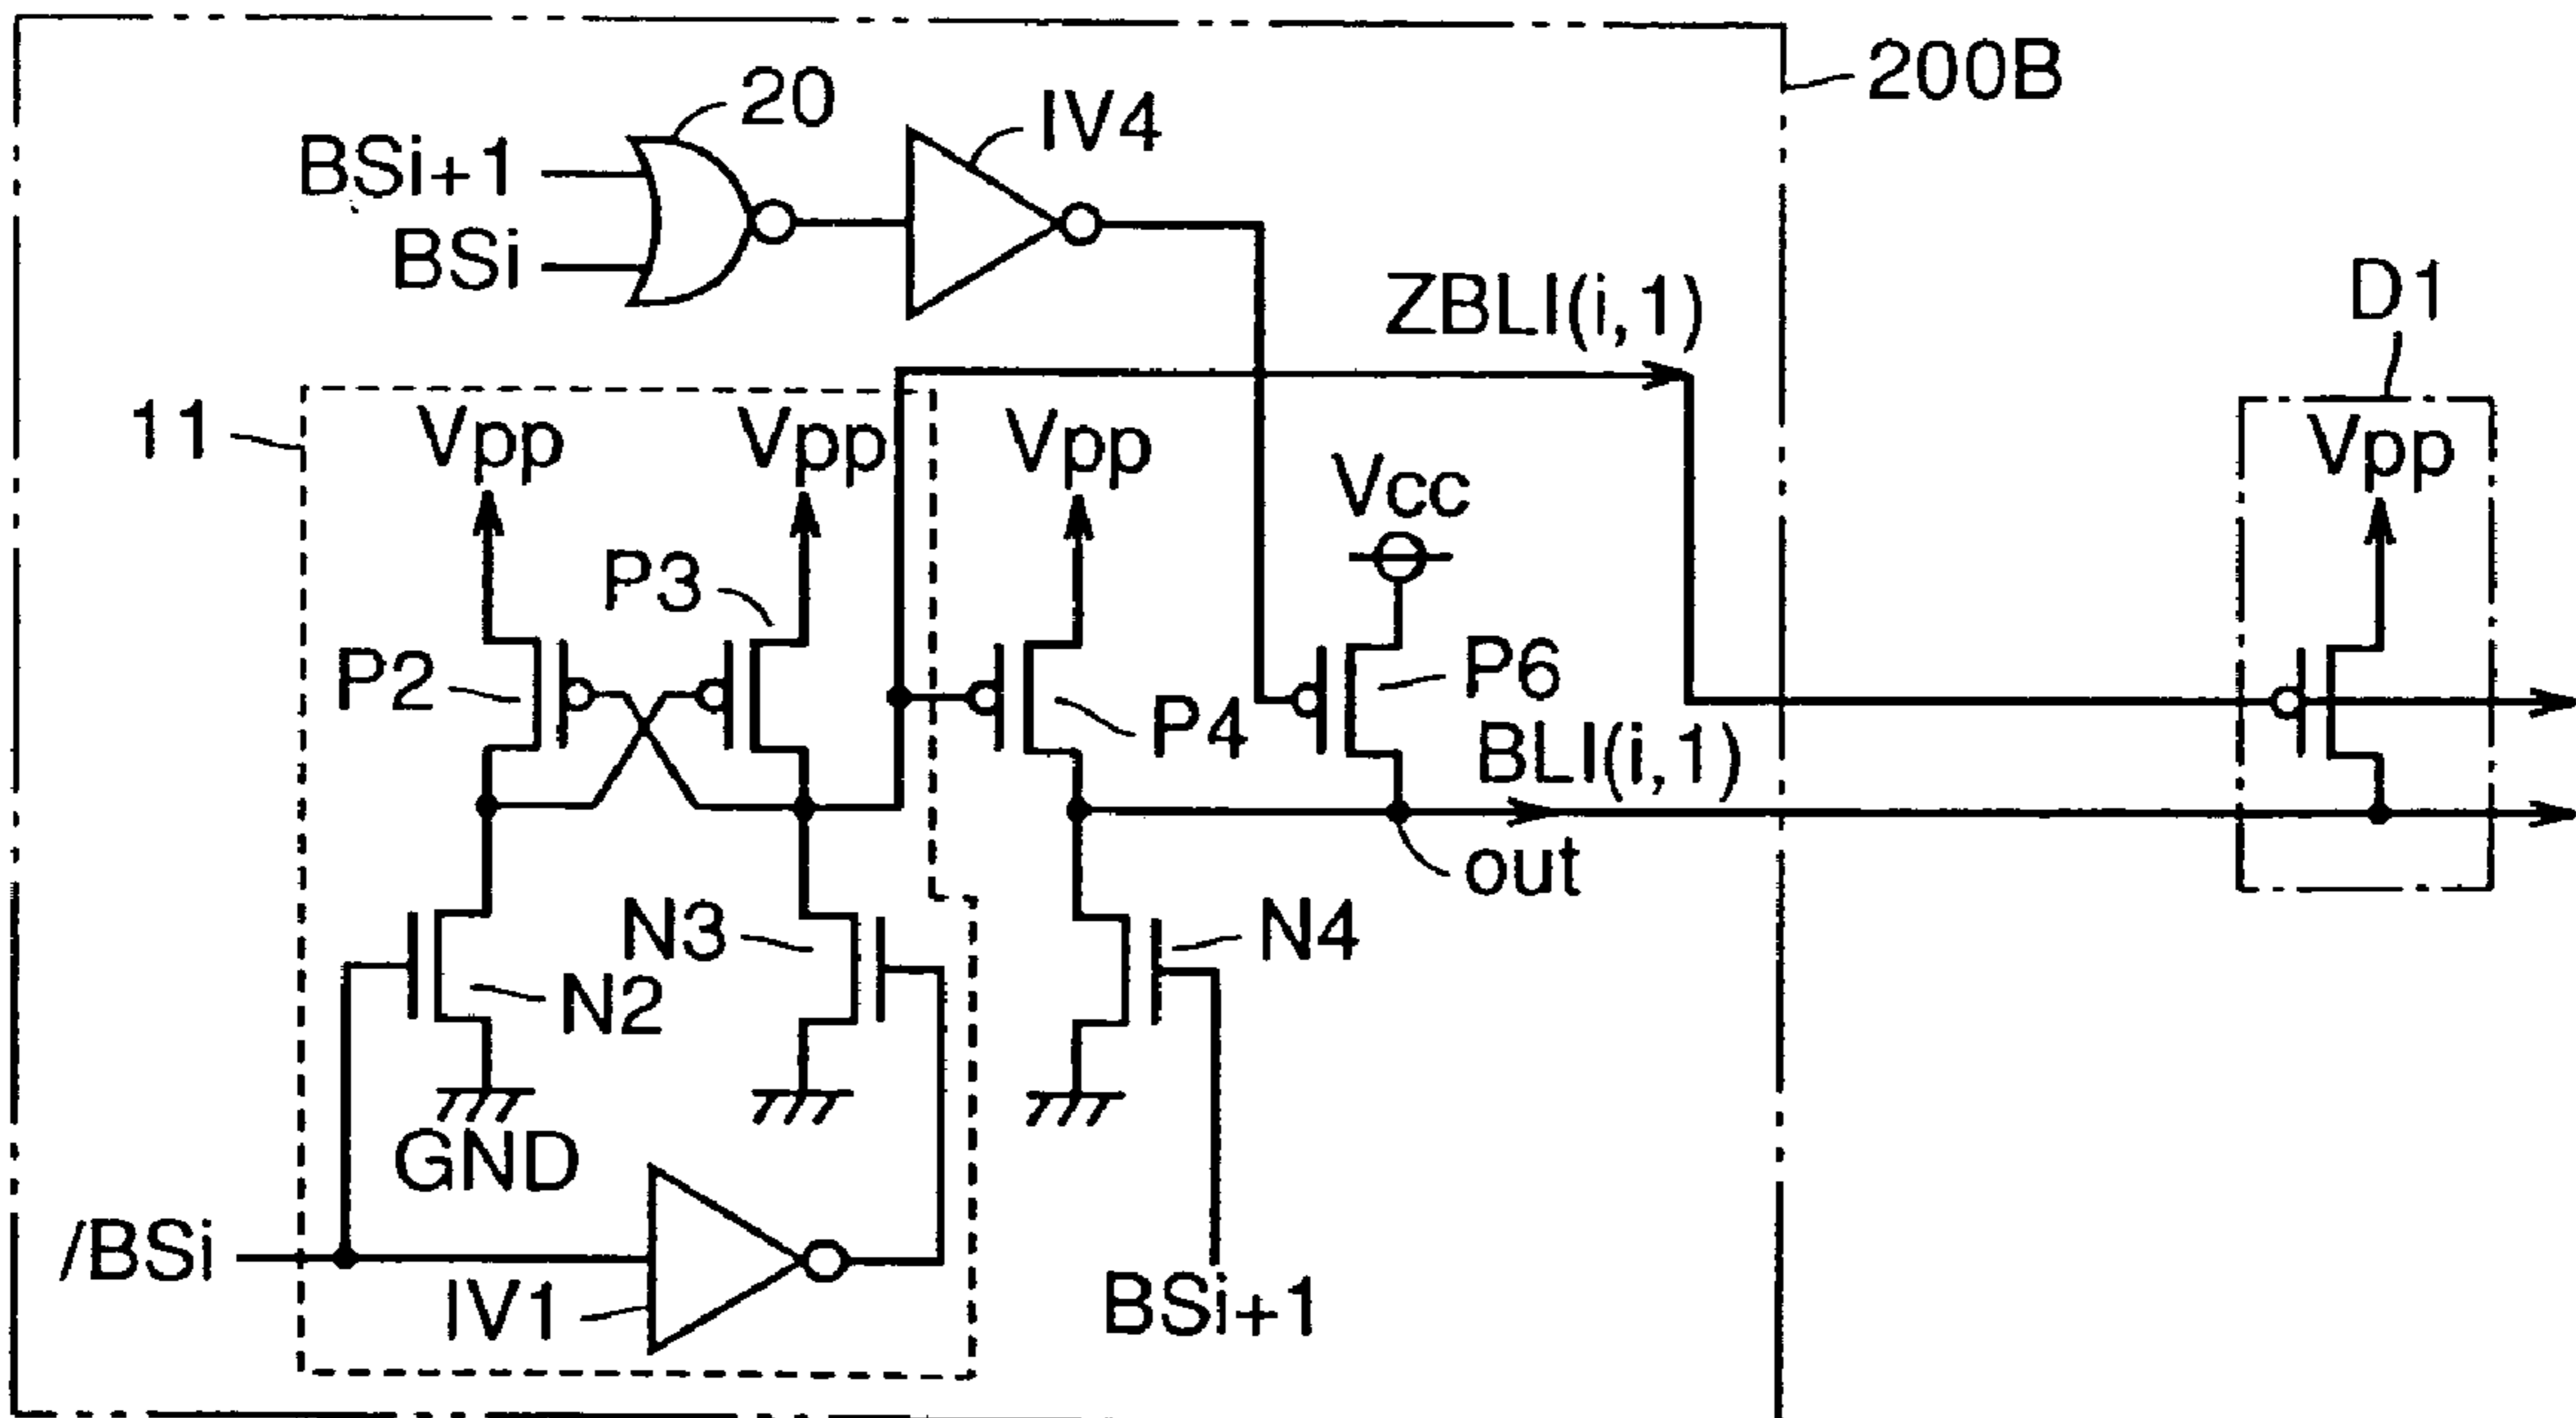 200B
20
IV4
BSi+1
BSi
ZBLI(i,1)
D1
11
Vpp
Vpp
Vpp
Vcc
Vpp
P3
P2
P4
P6
BLI(i,1)
out
N3
N4
N2
GND
/BSi
IV1
BSi+1